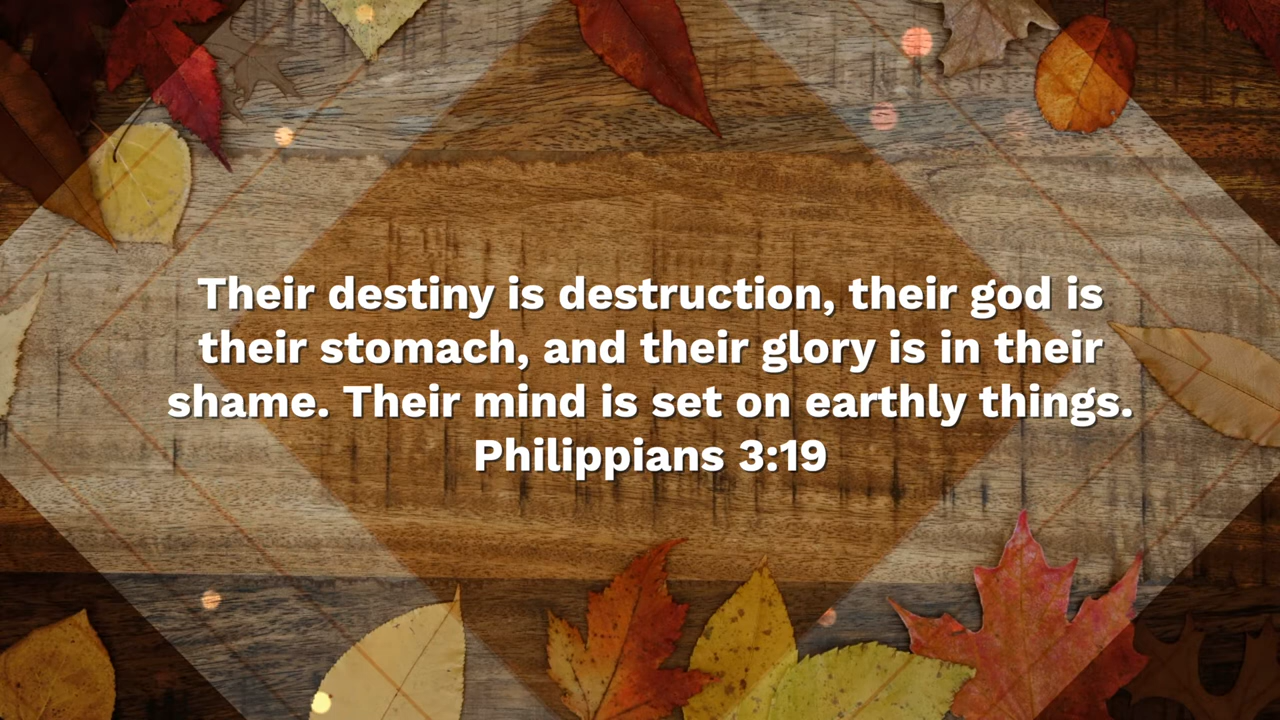 Their destiny is destruction, their god is
their stomach, and their glory is in their
shame. Their mind is set on earthly things.
Philippians 3:19